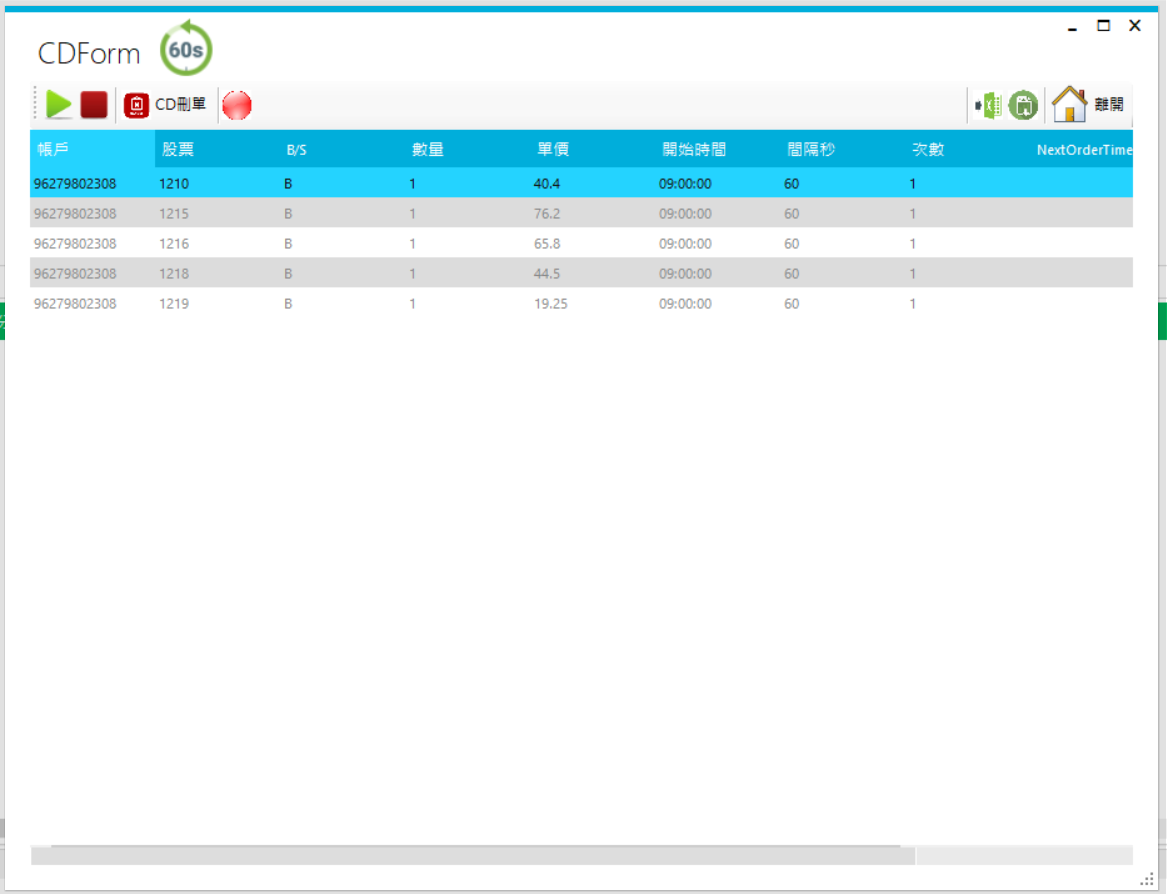 CDForm 60s
CD刪單 離開
帳戶 股票 B/S 數量 單價 開始時間 間隔秒 次數 NextOrderTime
96279802308 1210 B 1 40.4 09:00:00 60 1
96279802308 1215 B 1 76.2 09:00:00 60 1
96279802308 1216 B 1 65.8 09:00:00 60 1
96279802308 1218 B 1 44.5 09:00:00 60 1
96279802308 1219 B 1 19.25 09:00:00 60 1